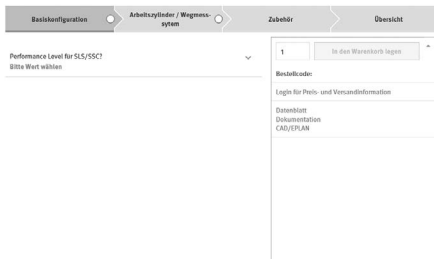 Basiskonfiguration
Arbeitszylinder / Wegmess-
sytem
Zubehör
Übersicht
Performance Level für SLS/SSC?
Bitte Wert wählen
1
In den Warenkorb legen
Bestellcode:
Login für Preis- und Versandinformation
Datenblatt
Dokumentation
CAD/EPLAN